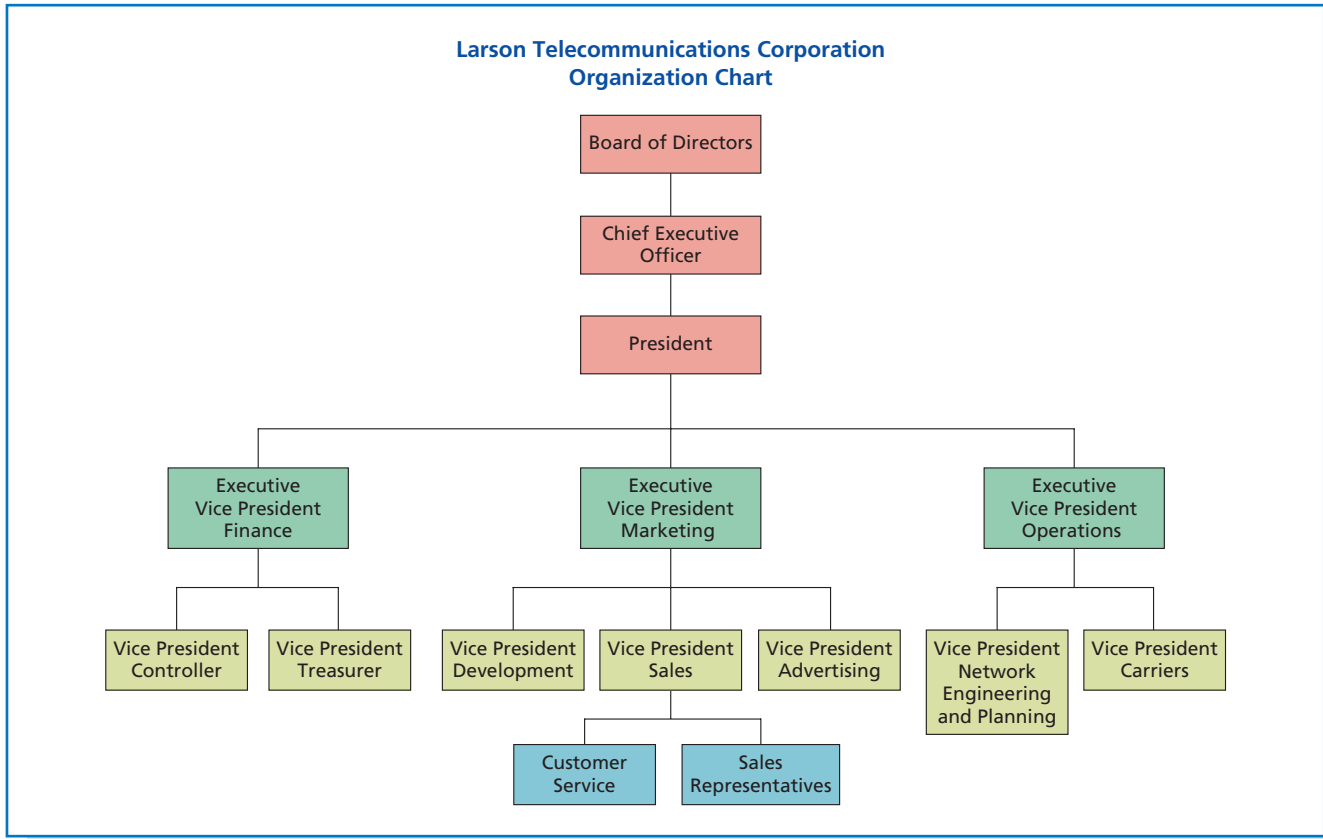 Larson Telecommunications Corporation
Organization Chart
Board of Directors
Chief Executive
Officer
President
Executive
Vice President
Finance
Executive
Vice President
Marketing
Executive
Vice President
Operations
Vice President
Controller
Vice President
Treasurer
Vice President
Development
Vice President
Sales
Vice President
Advertising
Vice President
Network
Engineering
and Planning
Vice President
Carriers
Customer
Service
Sales
Representatives